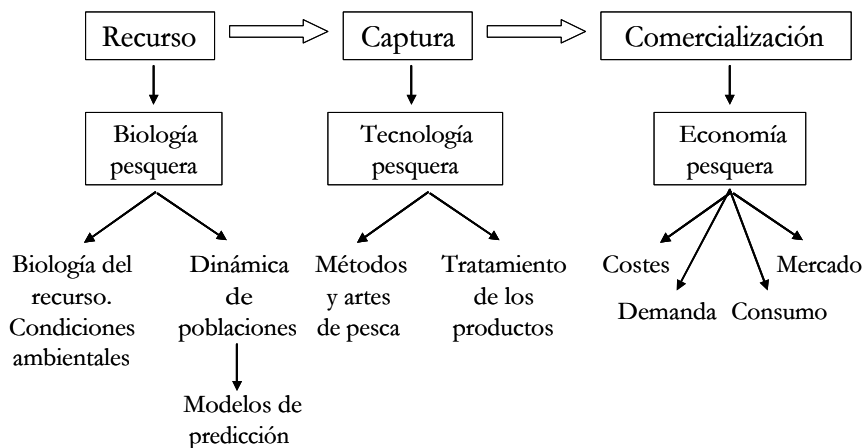 Recurso
Captura
Comercialización
Biología
pesquera
Tecnología
pesquera
Economía
pesquera
Biología del
recurso.
Condiciones
ambientales
Dinámica
de
poblaciones
Métodos
y artes
de pesca
Tratamiento
de los
productos
Costes
Mercado
Demanda
Consumo
Modelos de
predicción